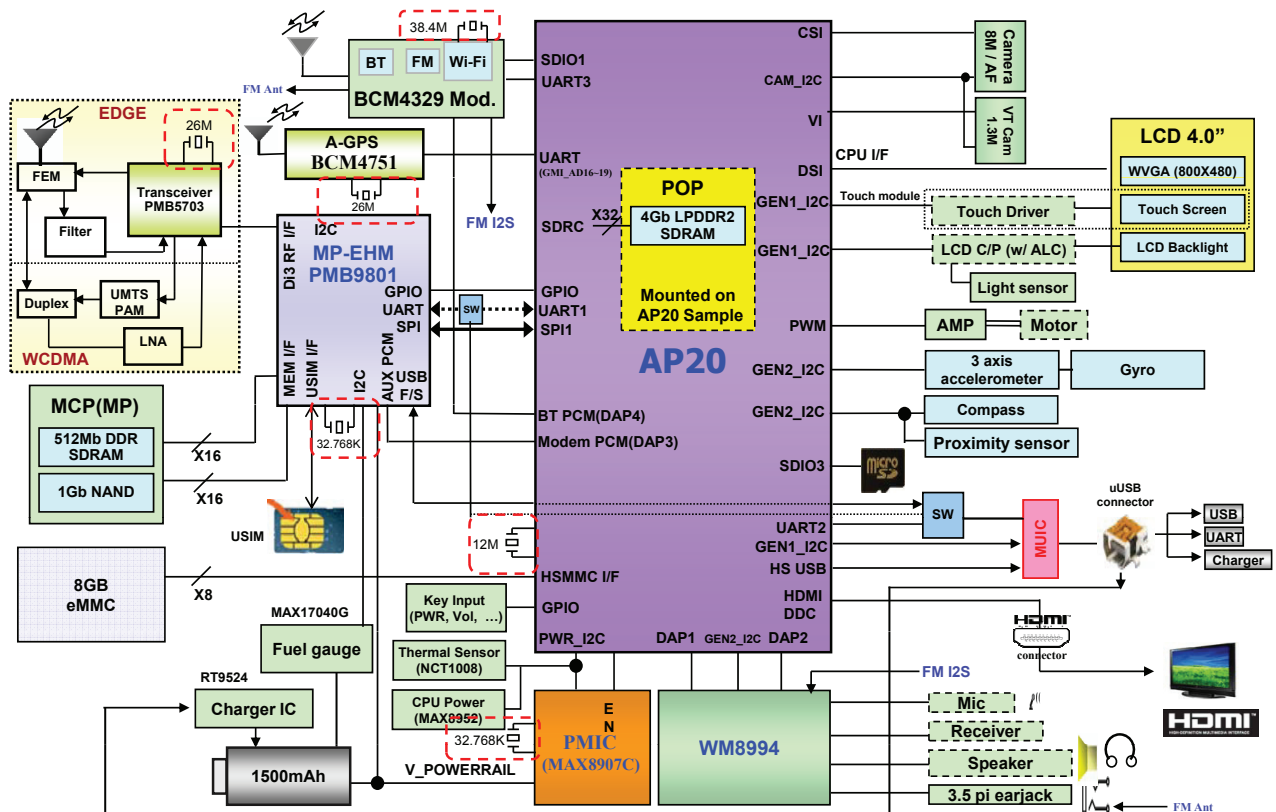 38.4M
BT
FM
Wi-Fi
BCM4329 Mod.
FM Ant
EDGE
26M
FEM
Transceiver
PMB5703
Filter
Duplex
UMTS
PAM
LNA
WCDMA
A-GPS
BCM4751
26M
FM I2S
I2C
MP-EHM
PMB9801
Di3 RF I/F
GPIO
UART
SPI
MEM I/F
USIM I/F
I2C
AUX PCM
USB
F/S
SW
32.768K
MCP(MP)
512Mb DDR
SDRAM
1Gb NAND
X16
X16
USIM
8GB
eMMC
X8
12M
MAX17040G
Fuel gauge
RT9524
Charger IC
1500mAh
V_POWERRAIL
Key Input
(PWR, Vol, …)
Thermal Sensor
(NCT1008)
CPU Power
(MAX8952)
32.768K
E
N
PMIC
(MAX8907C)
SDIO1
UART3
UART
(GMI_AD16~19)
SDRC
X32
GPIO
UART1
SPI1
BT PCM(DAP4)
Modem PCM(DAP3)
HSMMC I/F
GPIO
PWR_I2C
DAP1
GEN2_I2C
DAP2
POP
4Gb LPDDR2
SDRAM
Mounted on
AP20 Sample
AP20
CSI
CAM_I2C
VI
DSI
GEN1_I2C
GEN1_I2C
PWM
GEN2_I2C
GEN2_I2C
SDIO3
UART2
GEN1_I2C
HS USB
HDMI
DDC
Camera
8M / AF
VT Cam
1.3M
CPU I/F
LCD 4.0”
WVGA (800X480)
Touch module
Touch Driver
Touch Screen
LCD C/P (w/ ALC)
LCD Backlight
Light sensor
AMP
Motor
3 axis
accelerometer
Gyro
Compass
Proximity sensor
micro
SD
SW
MUIC
uUSB
connector
USB
UART
Charger
HDMI
connector
HDMI
HIGH-DEFINITION MULTIMEDIA INTERFACE
WM8994
FM I2S
Mic
Receiver
Speaker
3.5 pi earjack
FM Ant